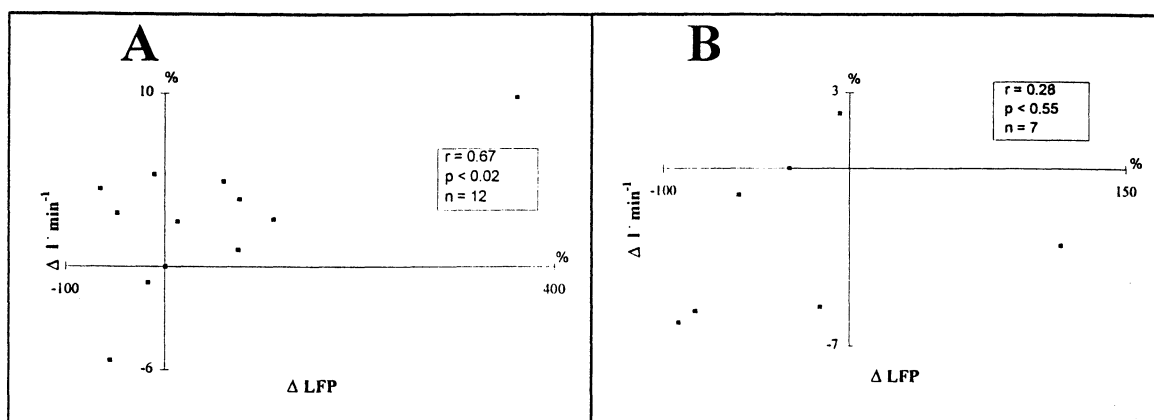 A
%
10
r = 0.67
p < 0.02
n = 12
Δ l · min⁻¹
%
-100
400
-6
Δ LFP
B
%
3
r = 0.28
p < 0.55
n = 7
%
-100
150
Δ l · min⁻¹
-7
Δ LFP